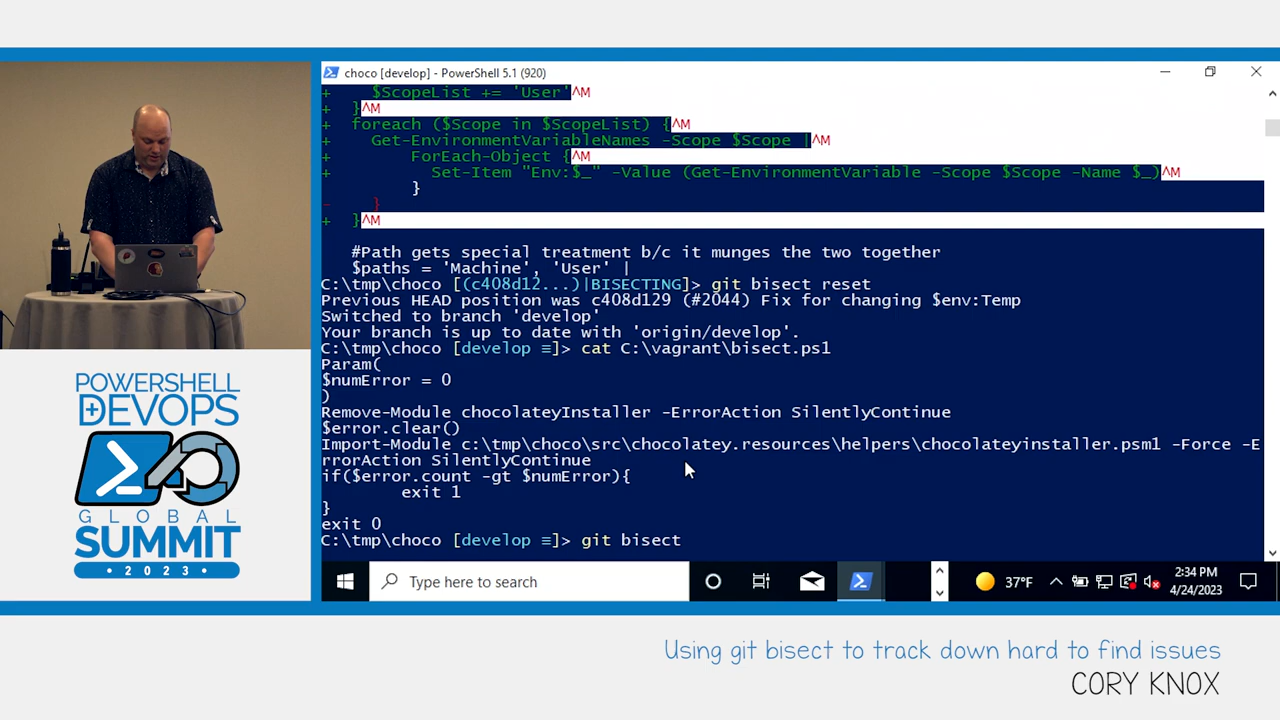 choco [develop] - PowerShell 5.1 (920)
+     $ScopeList += 'User'^M
+   }^M
+   foreach ($Scope in $ScopeList) {^M
+     Get-EnvironmentVariableNames -Scope $Scope |^M
+         ForEach-Object {^M
+           Set-Item "Env:$_" -Value (Get-EnvironmentVariable -Scope $Scope -Name $_)^M
          }
-     }
+   }^M
    #Path gets special treatment b/c it munges the two together
    $paths = 'Machine', 'User' |
C:\tmp\choco [(c408d12...)|BISECTING]> git bisect reset
Previous HEAD position was c408d129 (#2044) Fix for changing $env:Temp
Switched to branch 'develop'
Your branch is up to date with 'origin/develop'.
C:\tmp\choco [develop ≡]> cat C:\vagrant\bisect.ps1
Param(
$numError = 0
)
Remove-Module chocolateyInstaller -ErrorAction SilentlyContinue
$error.clear()
Import-Module c:\tmp\choco\src\chocolatey.resources\helpers\chocolateyinstaller.psm1 -Force -E
rrorAction SilentlyContinue
if($error.count -gt $numError){
        exit 1
}
exit 0
C:\tmp\choco [develop ≡]> git bisect
Type here to search
37°F
2:34 PM
4/24/2023
POWERSHELL
+DEVOPS
GLOBAL
SUMMIT
2023
Using git bisect to track down hard to find issues
CORY KNOX